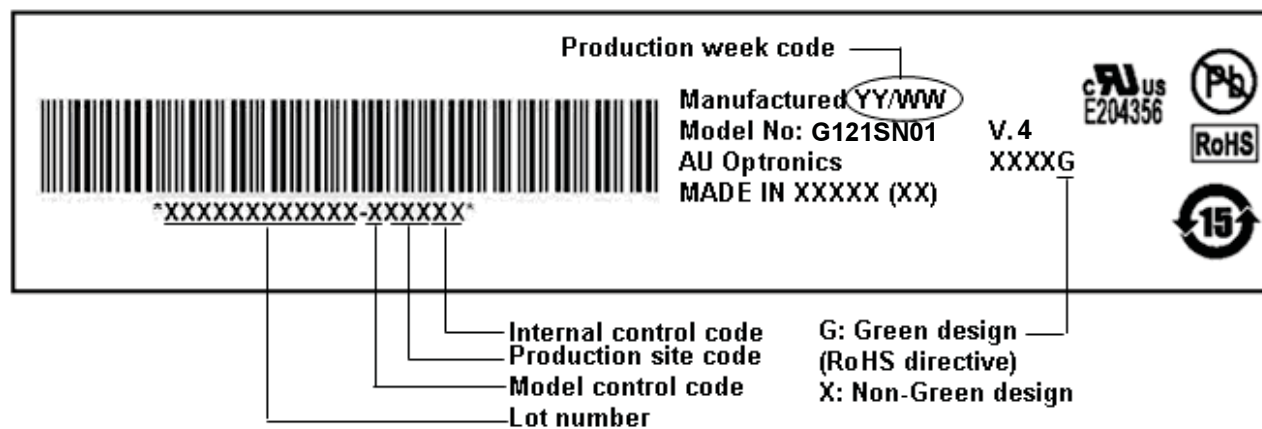 Production week code
Manufactured YY/WW
Model No: G121SN01 V.4
AU Optronics XXXXG
MADE IN XXXXX (XX)
*XXXXXXXXXXXX-XXXXXX*
c RU US
E204356
Pb
RoHS
15
Internal control code
Production site code
Model control code
Lot number
G: Green design
(RoHS directive)
X: Non-Green design